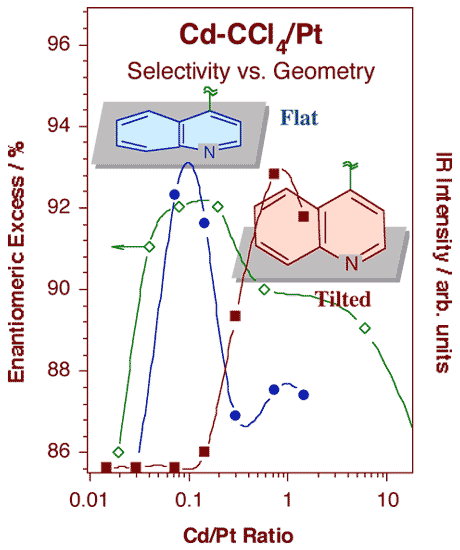 Cd-CCl4/Pt
Selectivity vs. Geometry
Flat
N
Tilted
N
Enantiomeric Excess / %
96
94
92
90
88
86
IR Intensity / arb. units
0.01
0.1
1
10
Cd/Pt Ratio